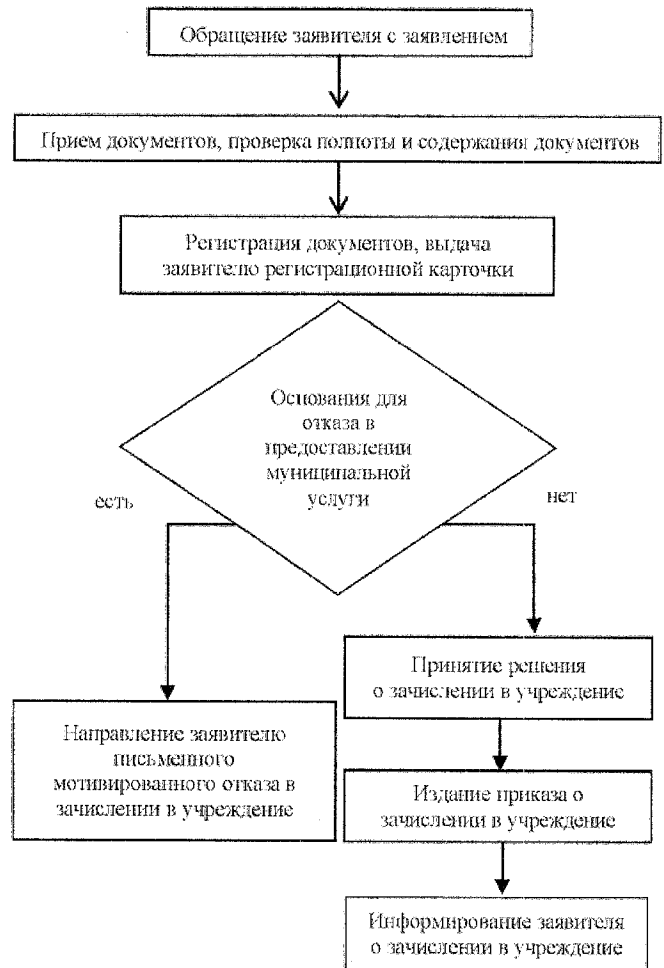 Обращение заявителя с заявлением
Прием документов, проверка полноты и содержания документов
Регистрация документов, выдача
заявителю регистрационной карточки
Основания для
отказа в
предоставлении
муниципальной
услуги
есть
нет
Принятие решения
о зачислении в учреждение
Направление заявителю
письменного
мотивированного отказа в
зачислении в учреждение
Издание приказа о
зачислении в учреждение
Информирование заявителя
о зачислении в учреждение